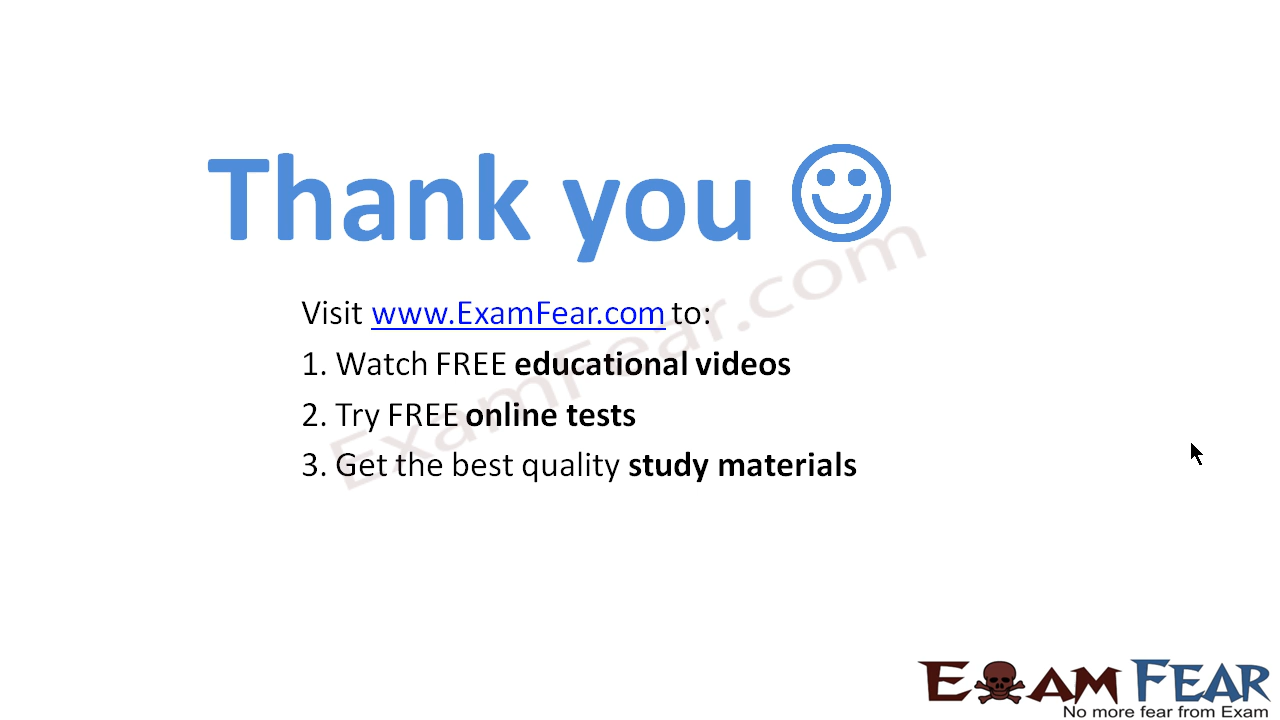 Thank you ☺
Visit www.ExamFear.com to:
1. Watch FREE educational videos
2. Try FREE online tests
3. Get the best quality study materials
ExamFear.com
EXAM FEAR
No more fear from Exam